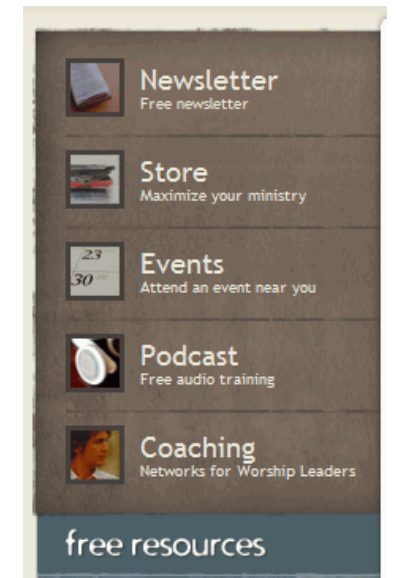 Newsletter
Free newsletter
Store
Maximize your ministry
23
30
Events
Attend an event near you
Podcast
Free audio training
Coaching
Networks for Worship Leaders
free resources